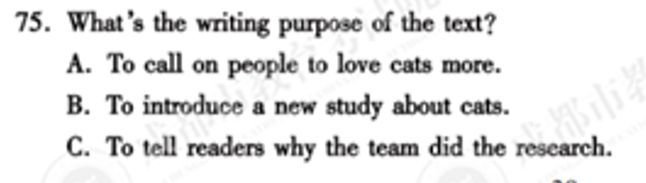 75. What's the writing purpose of the text?
A. To call on people to love cats more.
B. To introduce a new study about cats.
C. To tell readers why the team did the research.